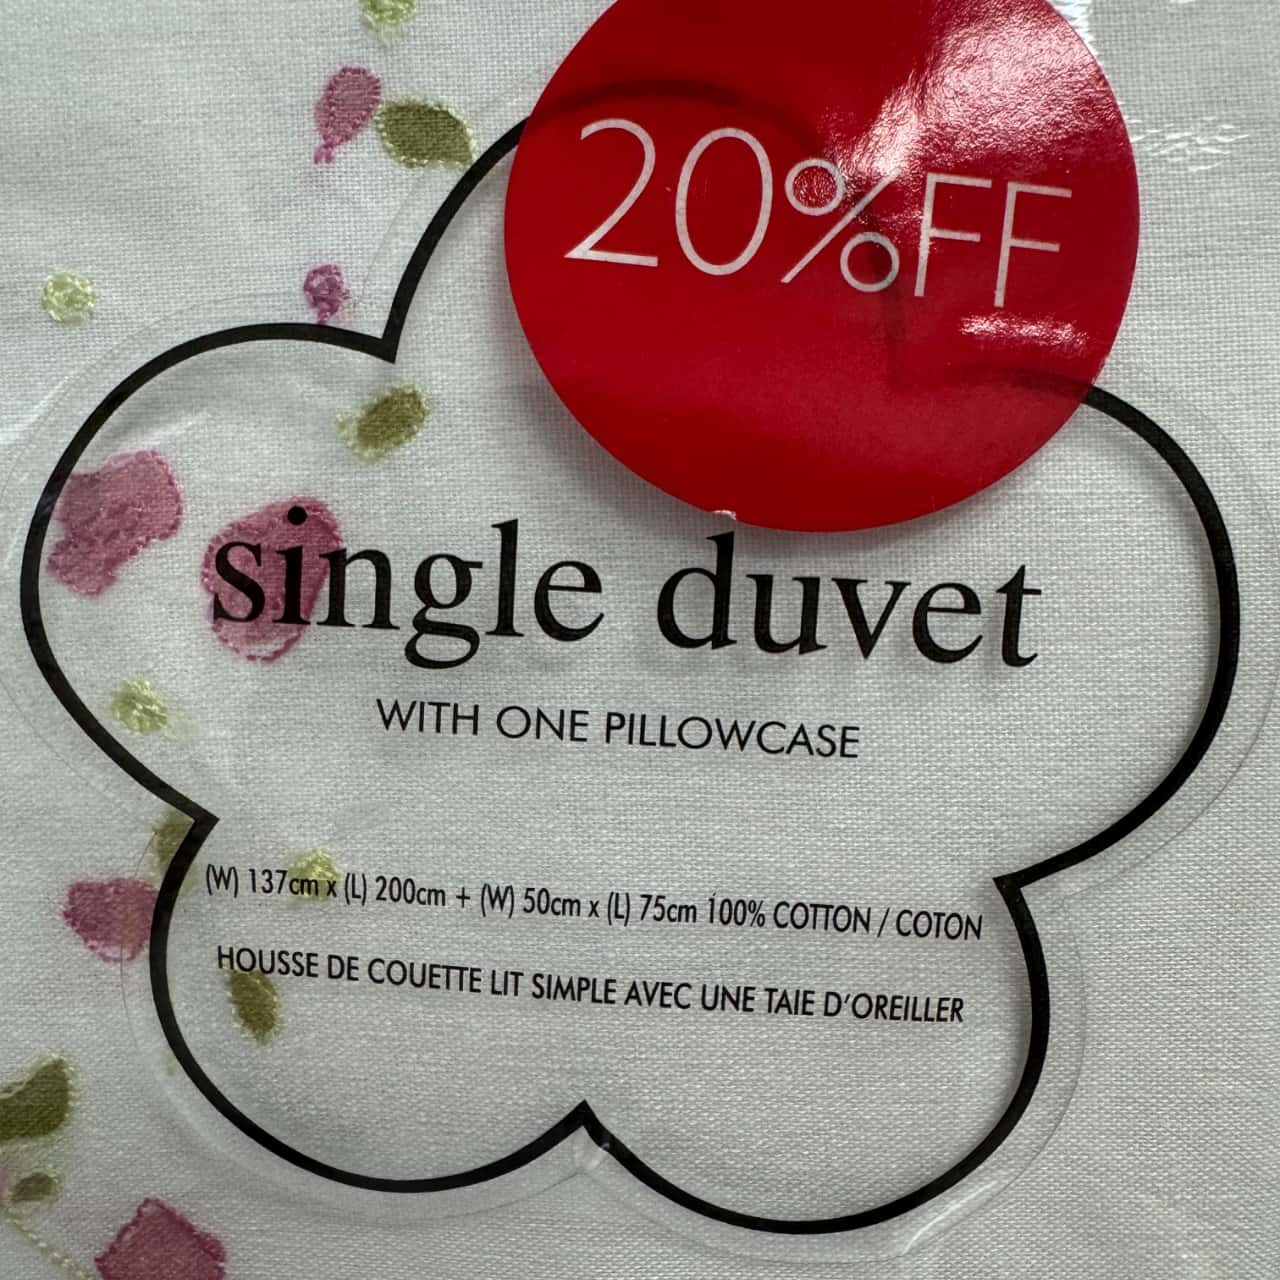 20%FF
single duvet
WITH ONE PILLOWCASE
(W) 137cm x (L) 200cm + (W) 50cm x (L) 75cm 100% COTTON / COTON
HOUSSE DE COUETTE LIT SIMPLE AVEC UNE TAIE D'OREILLER